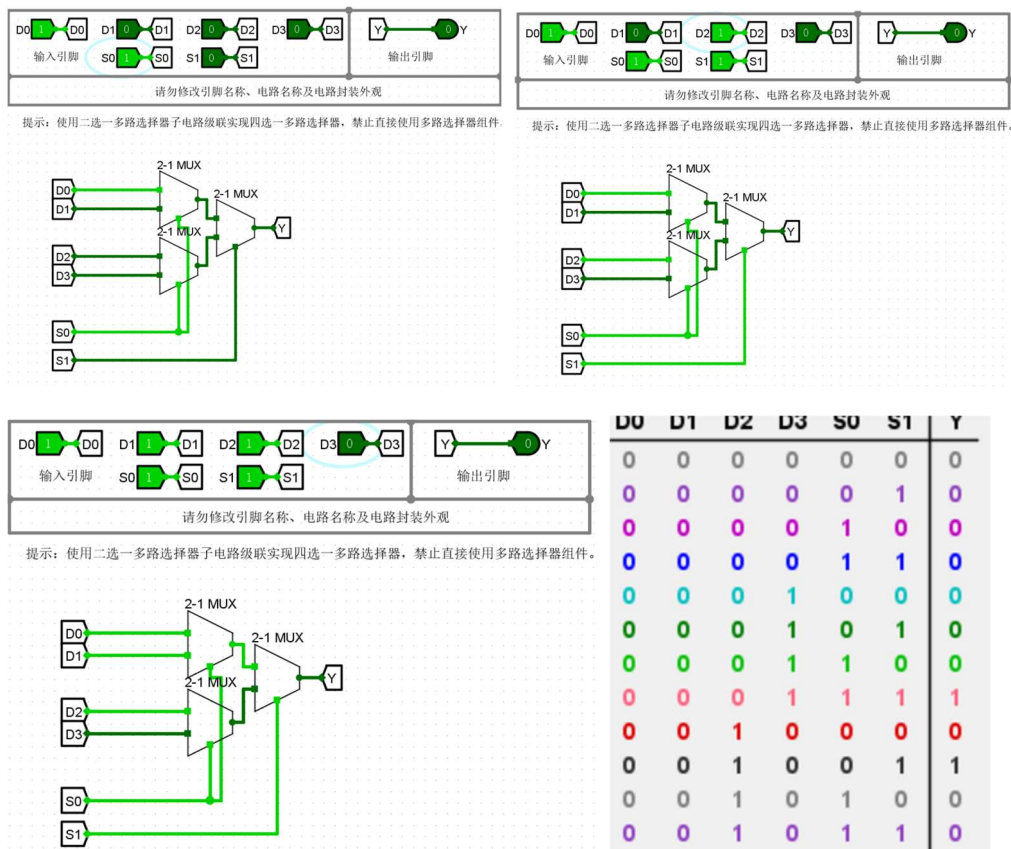 D0 1 D0 D1 0 D1 D2 0 D2 D3 0 D3 Y 0 Y
输入引脚 S0 1 S0 S1 0 S1 输出引脚
请勿修改引脚名称、电路名称及电路封装外观
提示：使用二选一多路选择器子电路级联实现四选一多路选择器，禁止直接使用多路选择器组件.
2-1 MUX
2-1 MUX
D0
D1
Y
2-1 MUX
D2
D3
S0
S1
D0 1 D0 D1 0 D1 D2 1 D2 D3 0 D3 Y 0 Y
输入引脚 S0 1 S0 S1 1 S1 输出引脚
请勿修改引脚名称、电路名称及电路封装外观
提示：使用二选一多路选择器子电路级联实现四选一多路选择器，禁止直接使用多路选择器组件.
2-1 MUX
2-1 MUX
D0
D1
Y
2-1 MUX
D2
D3
S0
S1
D0 1 D0 D1 1 D1 D2 1 D2 D3 0 D3 Y 0 Y
输入引脚 S0 1 S0 S1 1 S1 输出引脚
请勿修改引脚名称、电路名称及电路封装外观
提示：使用二选一多路选择器子电路级联实现四选一多路选择器，禁止直接使用多路选择器组件。
2-1 MUX
2-1 MUX
D0
D1
Y
2-1 MUX
D2
D3
S0
S1
D0 D1 D2 D3 S0 S1 Y
0 0 0 0 0 0 0
0 0 0 0 0 1 0
0 0 0 0 1 0 0
0 0 0 0 1 1 0
0 0 0 1 0 0 0
0 0 0 1 0 1 0
0 0 0 1 1 0 0
0 0 0 1 1 1 1
0 0 1 0 0 0 0
0 0 1 0 0 1 1
0 0 1 0 1 0 0
0 0 1 0 1 1 0